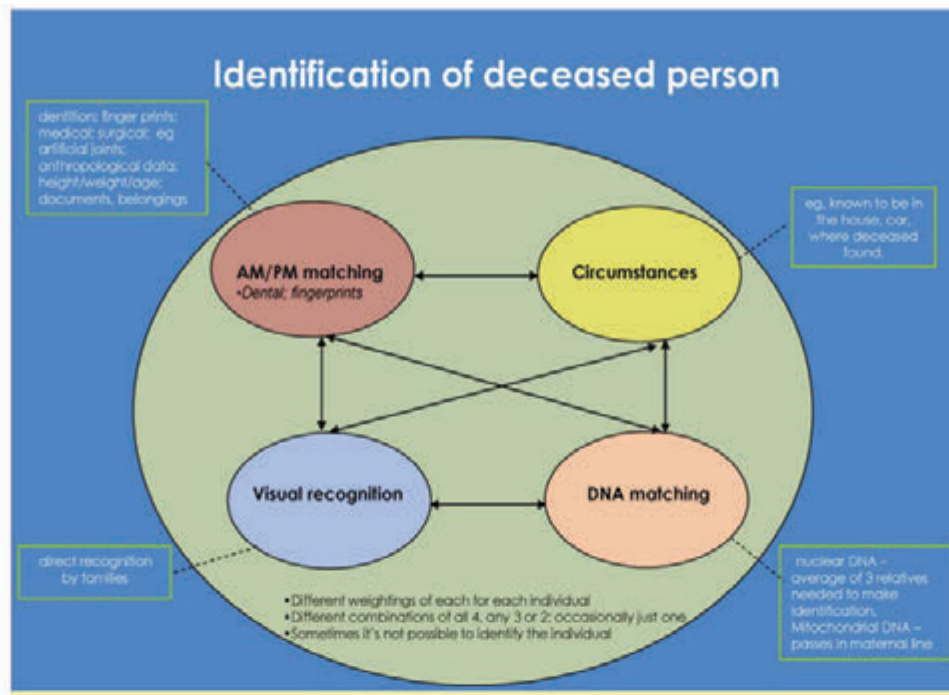 Identification of deceased person
dentition; finger prints;
medical; surgical; eg
artificial joints;
anthropological data;
height/weight/age;
documents, belongings
eg, known to be in
the house, car,
where deceased
found.
AM/PM matching
•Dental; fingerprints
Circumstances
Visual recognition
DNA matching
direct recognition
by families
nuclear DNA –
average of 3 relatives
needed to make
identification.
Mitochondrial DNA –
passes in maternal line
•Different weightings of each for each individual
•Different combinations of all 4, any 3 or 2; occasionally just one
•Sometimes it's not possible to identify the individual